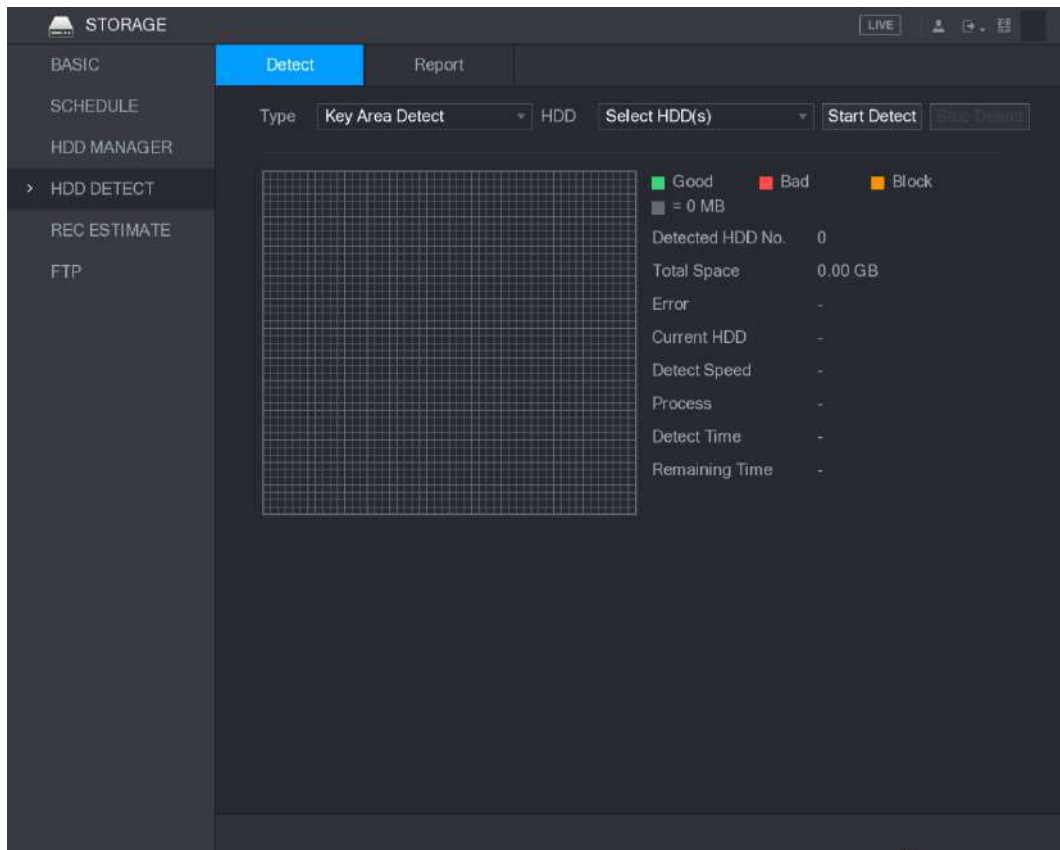 STORAGE LIVE
BASIC
SCHEDULE
HDD MANAGER
> HDD DETECT
REC ESTIMATE
FTP
Detect Report
Type Key Area Detect HDD Select HDD(s) Start Detect Stop Detect
Good Bad Block
= 0 MB
Detected HDD No. 0
Total Space 0.00 GB
Error -
Current HDD -
Detect Speed -
Process -
Detect Time -
Remaining Time -